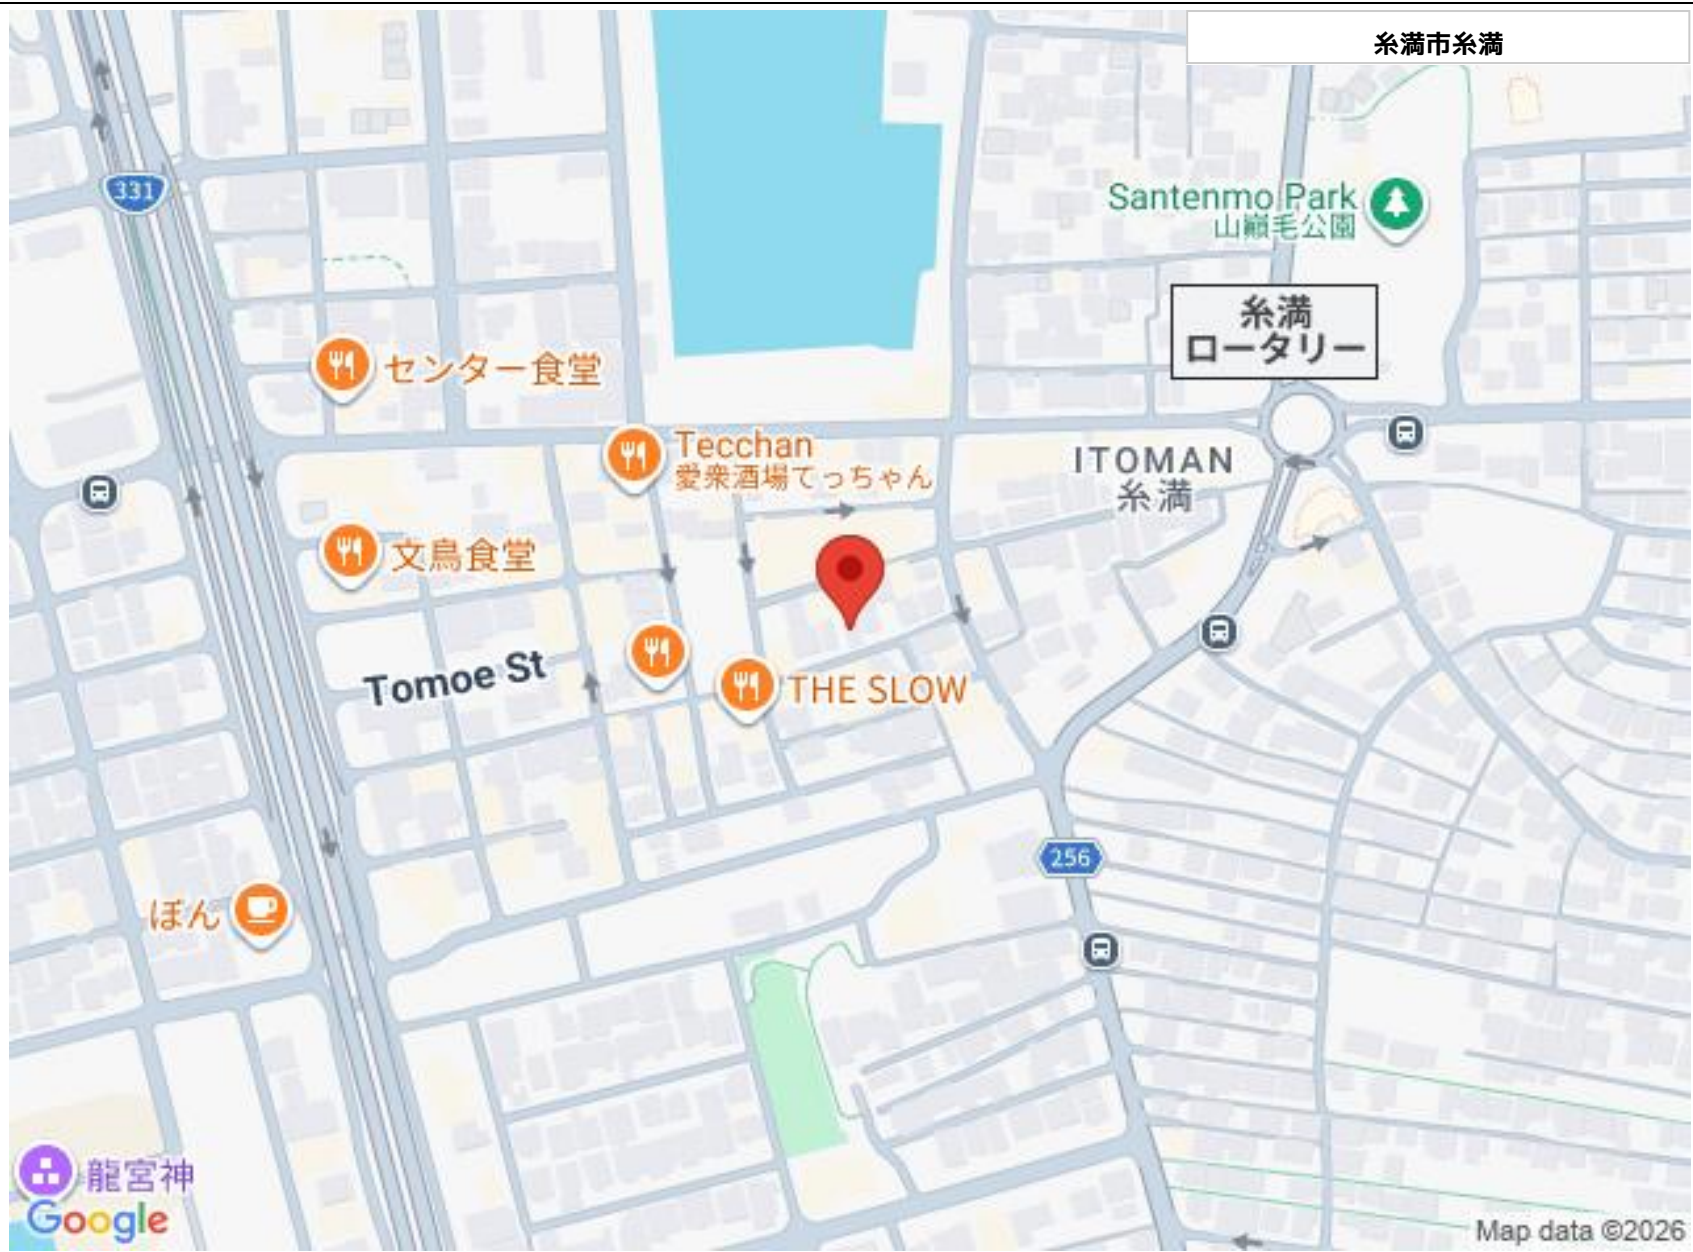 糸満市糸満
331
Santenmo Park
山巓毛公園
糸満
ロータリー
センター食堂
Tecchan
愛衆酒場てっちゃん
ITOMAN
糸満
文鳥食堂
Tomoe St
THE SLOW
256
ぽん
龍宮神
Google
Map data ©2026